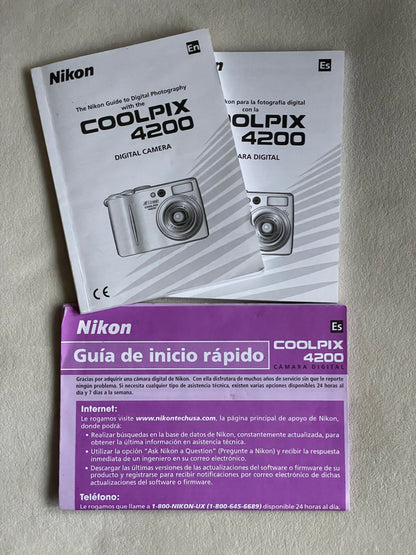 Nikon
En
The Nikon Guide to Digital Photography
with the
COOLPIX
4200
DIGITAL CAMERA
CE
Es
para la fotografía digital
con la
4200
DIGITAL
Nikon
Es
Guía de inicio rápido
COOLPIX
4200
CÁMARA DIGITAL
Gracias por adquirir una cámara digital de Nikon. Con ella disfrutara de muchos años de servicio sin que le reporte
ningún problema. Si necesita cualquier tipo de asistencia técnica, existen varias opciones disponibles 24 horas al
día y 7 días a la semana.
Internet:
Le rogamos visite www.nikontechusa.com, la página principal de apoyo de Nikon,
donde podrá:
• Realizar búsquedas en la base de datos de Nikon, constantemente actualizada, para
obtener la última información en asistencia técnica.
• Utilizar la opción "Ask Nikon a Question" (Pregunte a Nikon) y recibir la respuesta
inmediata de un ingeniero en su correo electrónico.
• Descargar las últimas versiones de las actualizaciones del software o firmware de su
producto y registrarse para recibir notificaciones por correo electrónico de dichas
actualizaciones del software o firmware.
Teléfono:
Le rogamos que llame a 1-800-NIKON-UX (1-800-645-6689) disponible 24 horas al día,